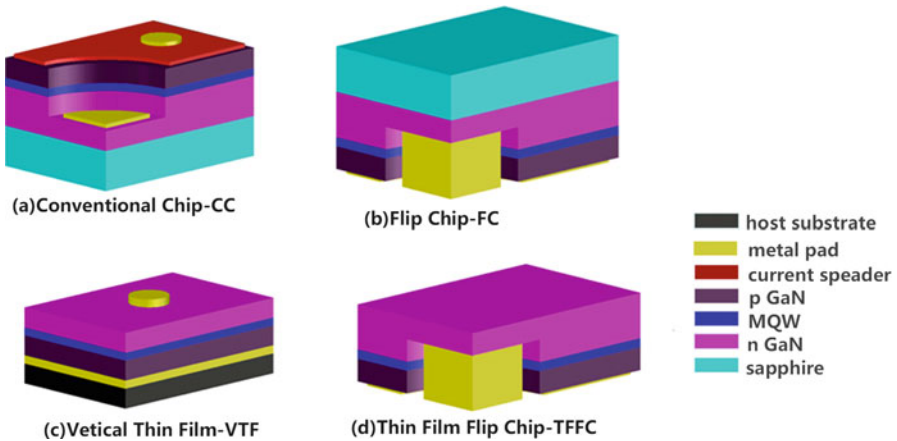 (a)Conventional Chip-CC
(b)Flip Chip-FC
(c)Vetical Thin Film-VTF
(d)Thin Film Flip Chip-TFFC
host substrate
metal pad
current speader
p GaN
MQW
n GaN
sapphire